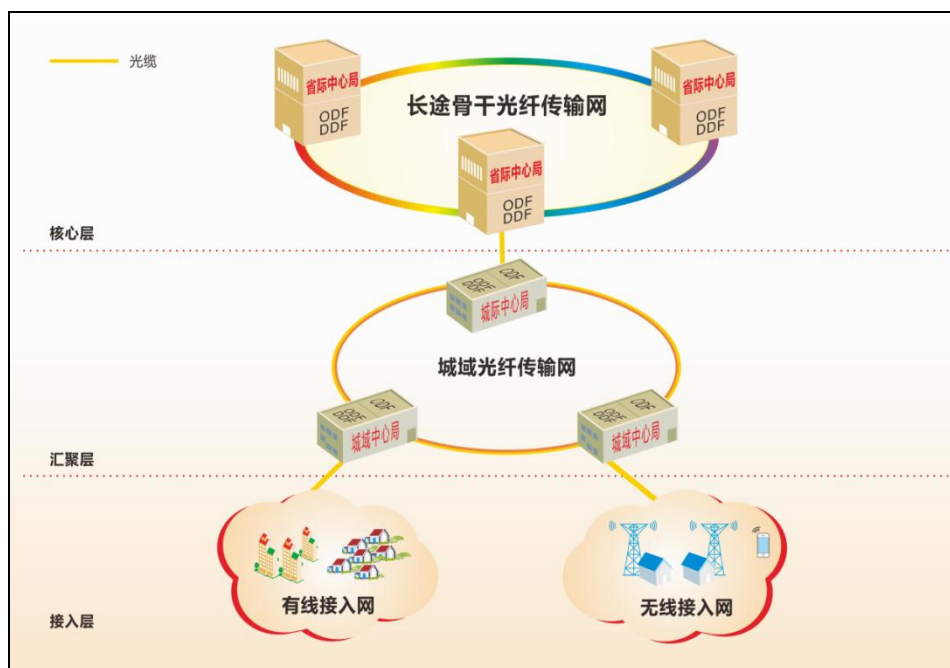 光缆
省际中心局
ODF
DDF
省际中心局
ODF
DDF
长途骨干光纤传输网
省际中心局
ODF
DDF
核心层
ODF
DDF
ODF
城际中心局
城域光纤传输网
ODF
DDF
ODF
城域中心局
ODF
DDF
ODF
城域中心局
汇聚层
有线接入网
无线接入网
接入层